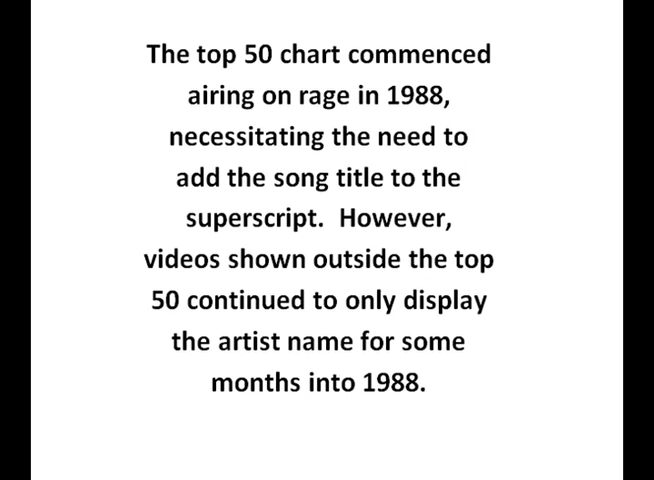 The top 50 chart commenced
airing on rage in 1988,
necessitating the need to
add the song title to the
superscript.  However,
videos shown outside the top
50 continued to only display
the artist name for some
months into 1988.